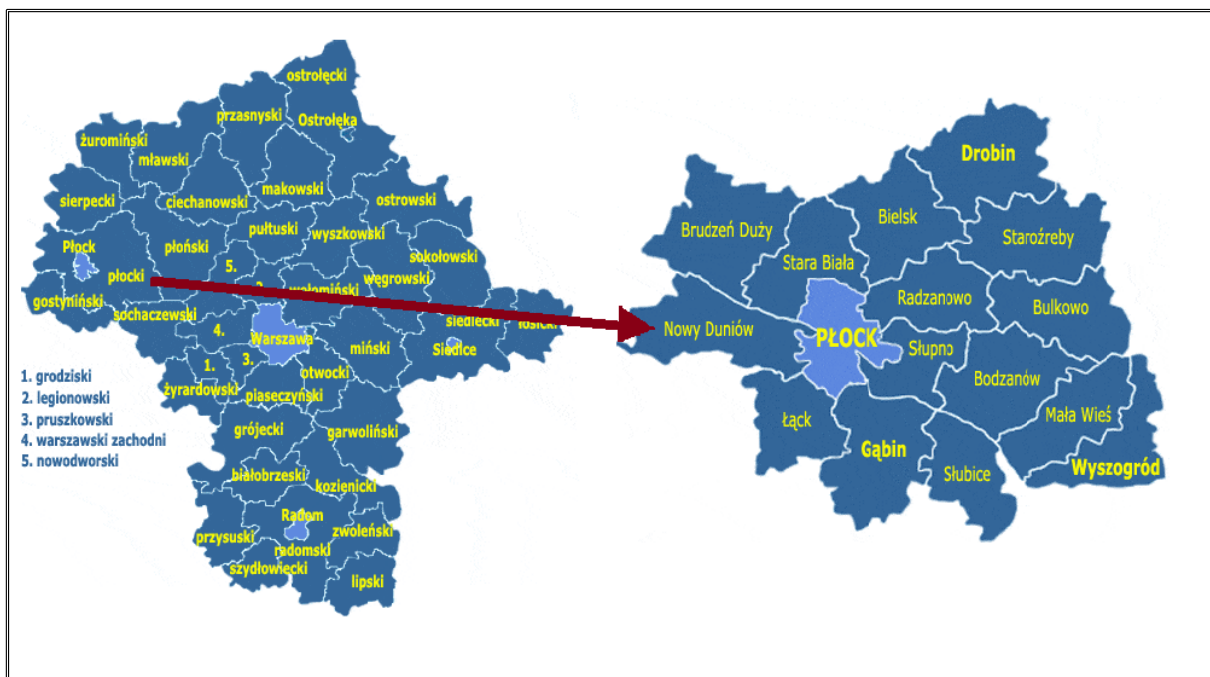 ostrołęcki
przasnyski
Ostrołęka
żuromiński
mławski
makowski
sierpecki
ciechanowski
ostrowski
pułtuski
wyszkowski
Płock
płoński
sokołowski
5.
płocki
węgrowski
2.
wołomiński
gostyniński
sochaczewski
4.
Warszawa
miński
siedlecki
łosicki
Siedlce
1.
3.
otwocki
żyrardowski
piaseczyński
grójecki
garwoliński
białobrzeski
kozienicki
Radom
przysuski
zwoleński
radomski
szydłowiecki
lipski
1. grodziski
2. legionowski
3. pruszkowski
4. warszawski zachodni
5. nowodworski
Drobin
Brudzeń Duży
Bielsk
Staroźreby
Stara Biała
Radzanowo
Bulkowo
Nowy Duniów
PŁOCK
Słupno
Bodzanów
Łąck
Mała Wieś
Gąbin
Słubice
Wyszogród